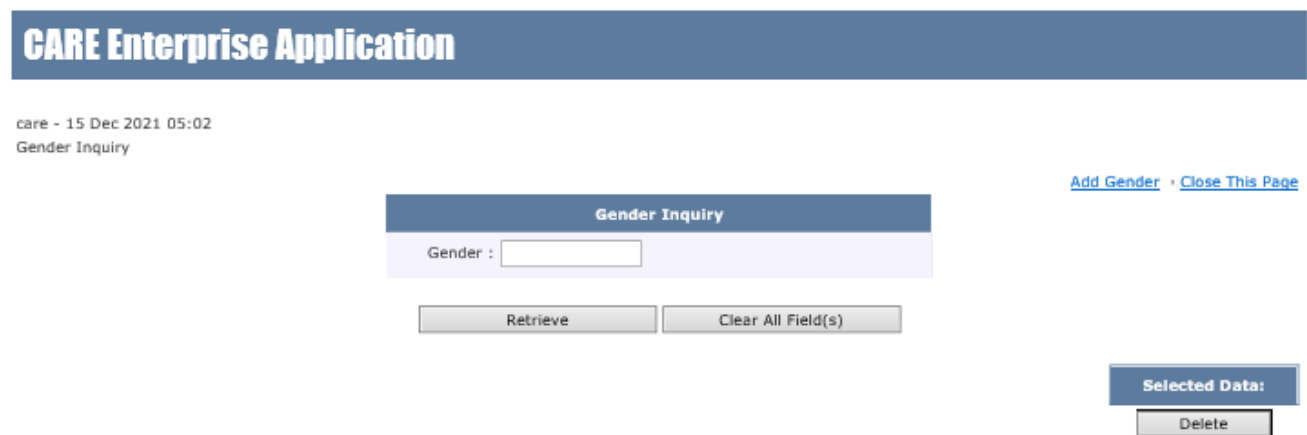 CARE Enterprise Application
care - 15 Dec 2021 05:02
Gender Inquiry
Add Gender • Close This Page
Gender Inquiry
Gender :
Retrieve Clear All Field(s)
Selected Data:
Delete